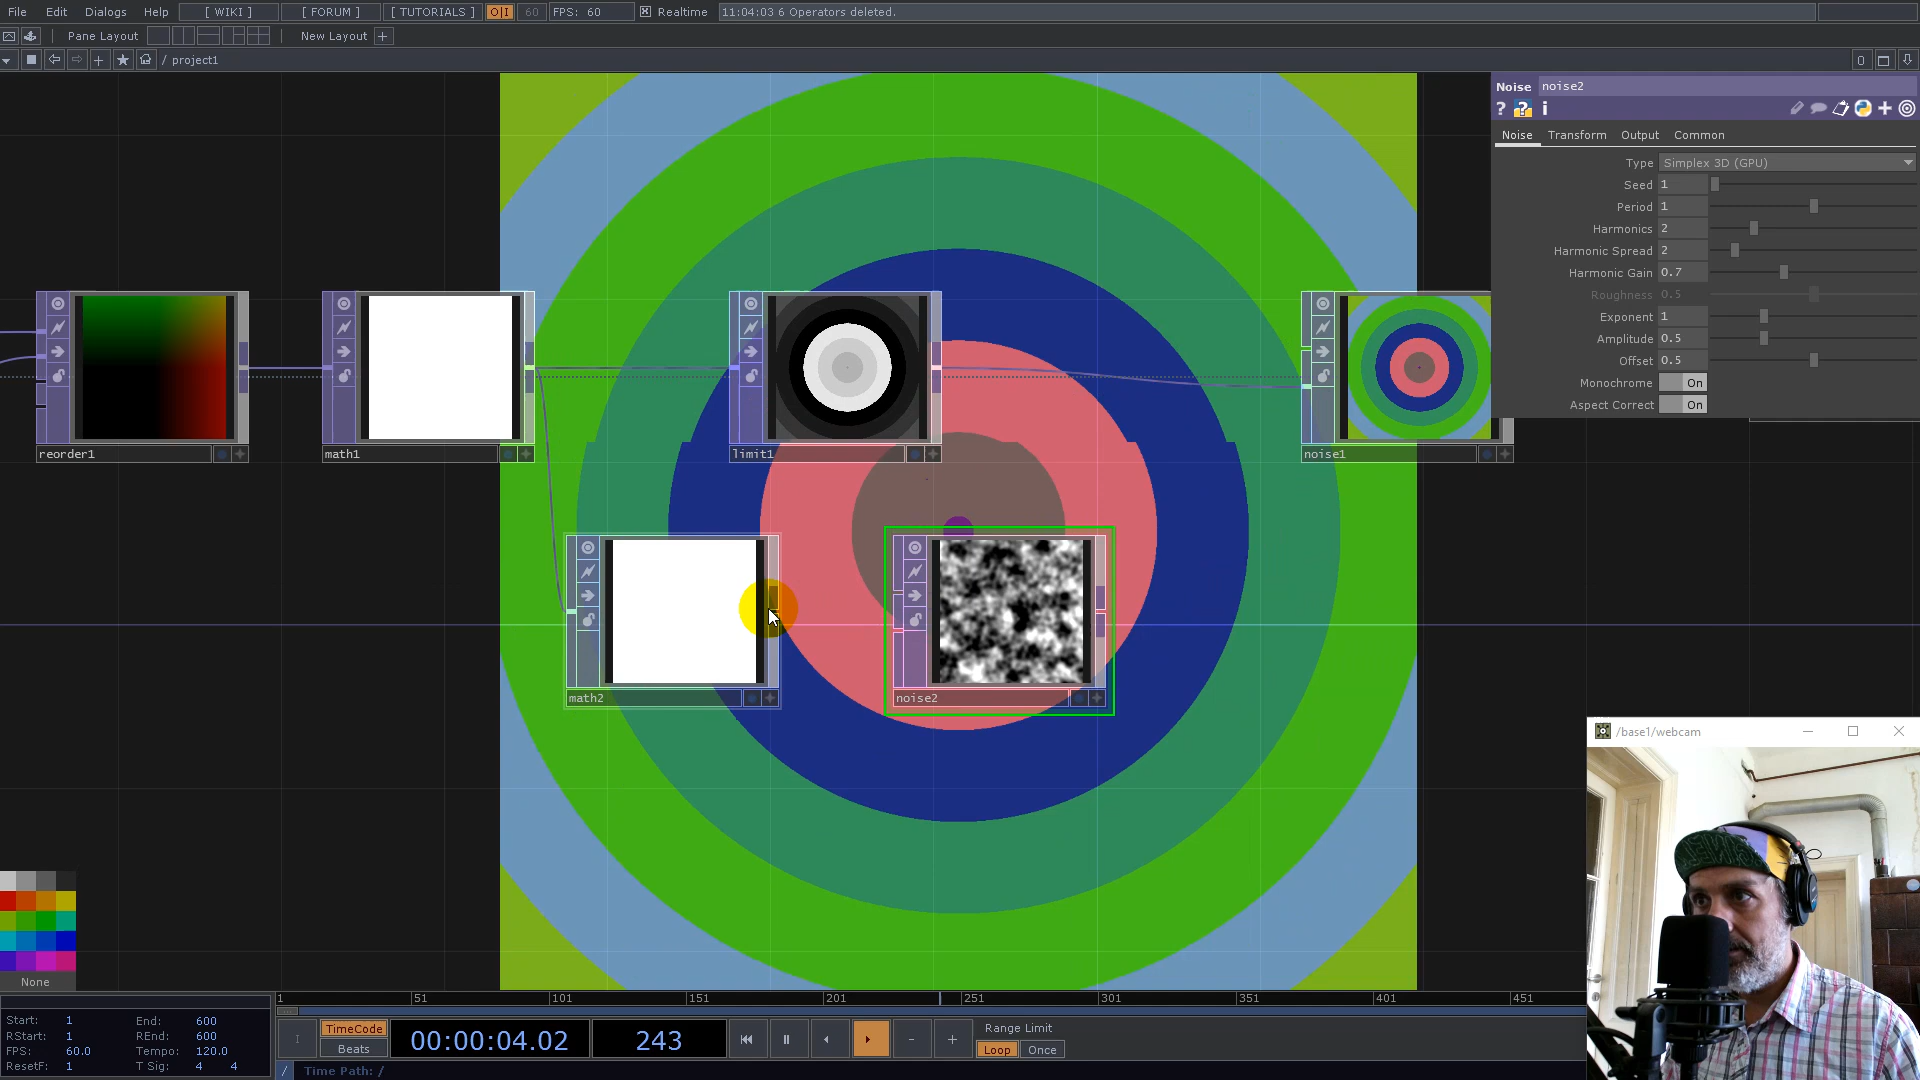 File Edit Dialogs Help [ WIKI ] [ FORUM ] [ TUTORIALS ] O|I 60 FPS: 60 Realtime 11:04:03 6 Operators deleted.
Pane Layout New Layout +
/ project1 0
Noise noise2
? ? i
Noise Transform Output Common
Type Simplex 3D (GPU)
Seed 1
Period 1
Harmonics 2
Harmonic Spread 2
Harmonic Gain 0.7
Roughness 0.5
Exponent 1
Amplitude 0.5
Offset 0.5
Monochrome On
Aspect Correct On
reorder1
math1
limit1
noise1
math2
noise2
/base1/webcam
None
1 51 101 151 201 251 301 351 401 451
Start: 1 End: 600
RStart: 1 REnd: 600
FPS: 60.0 Tempo: 120.0
ResetF: 1 T Sig: 4 4
TimeCode
Beats
00:00:04.02
243
Range Limit
Loop Once
/ Time Path: /